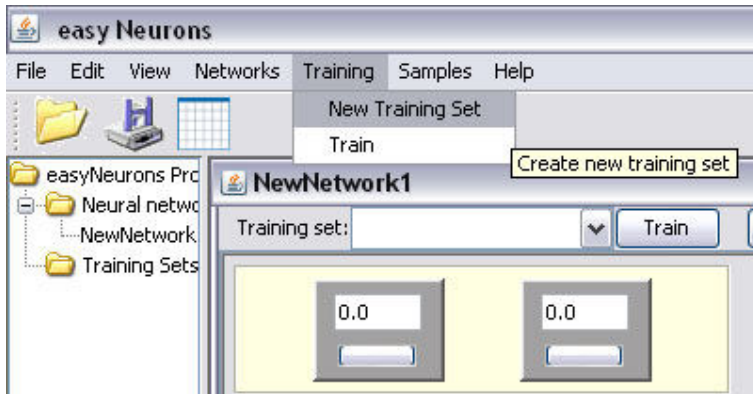 easy Neurons
File Edit View Networks Training Samples Help
New Training Set
Train
Create new training set
easyNeurons Prc
Neural netwo
NewNetwork
Training Sets
NewNetwork1
Training set: Train
0.0 0.0